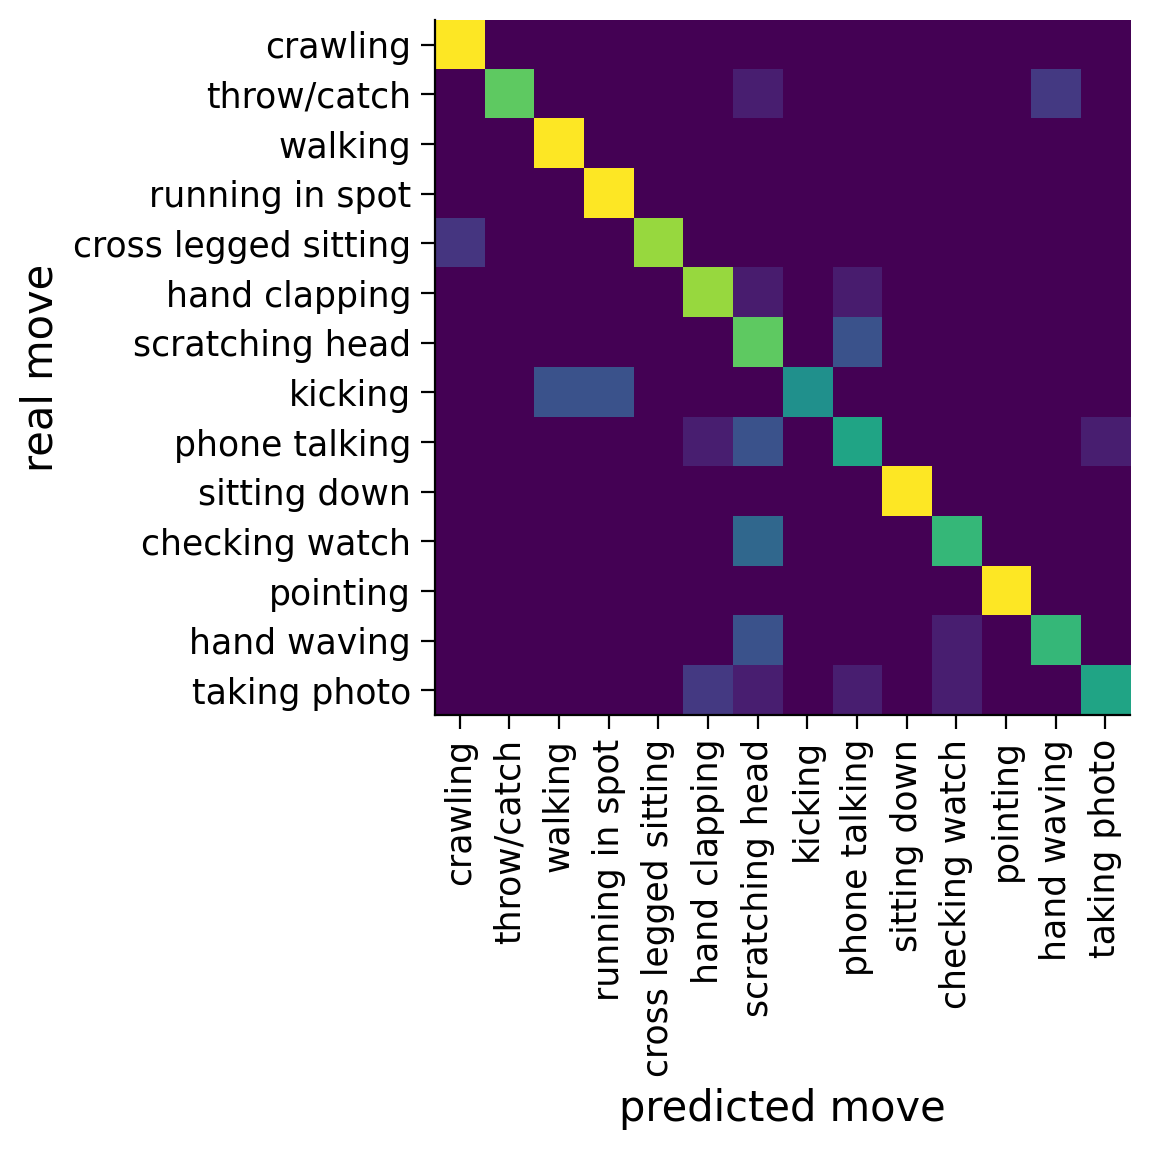 real move
crawling
throw/catch
walking
running in spot
cross legged sitting
hand clapping
scratching head
kicking
phone talking
sitting down
checking watch
pointing
hand waving
taking photo
crawling
throw/catch
walking
running in spot
cross legged sitting
hand clapping
scratching head
kicking
phone talking
sitting down
checking watch
pointing
hand waving
taking photo
predicted move